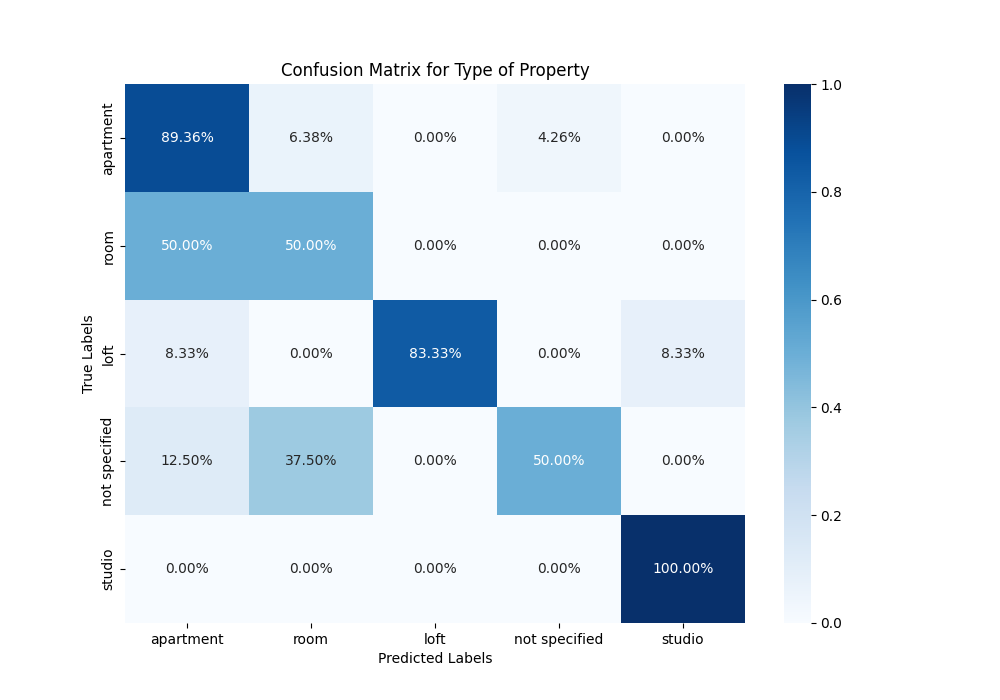 Confusion Matrix for Type of Property
True Labels
apartment 89.36% 6.38% 0.00% 4.26% 0.00%
room 50.00% 50.00% 0.00% 0.00% 0.00%
loft 8.33% 0.00% 83.33% 0.00% 8.33%
not specified 12.50% 37.50% 0.00% 50.00% 0.00%
studio 0.00% 0.00% 0.00% 0.00% 100.00%
apartment room loft not specified studio
Predicted Labels
1.0
0.8
0.6
0.4
0.2
0.0